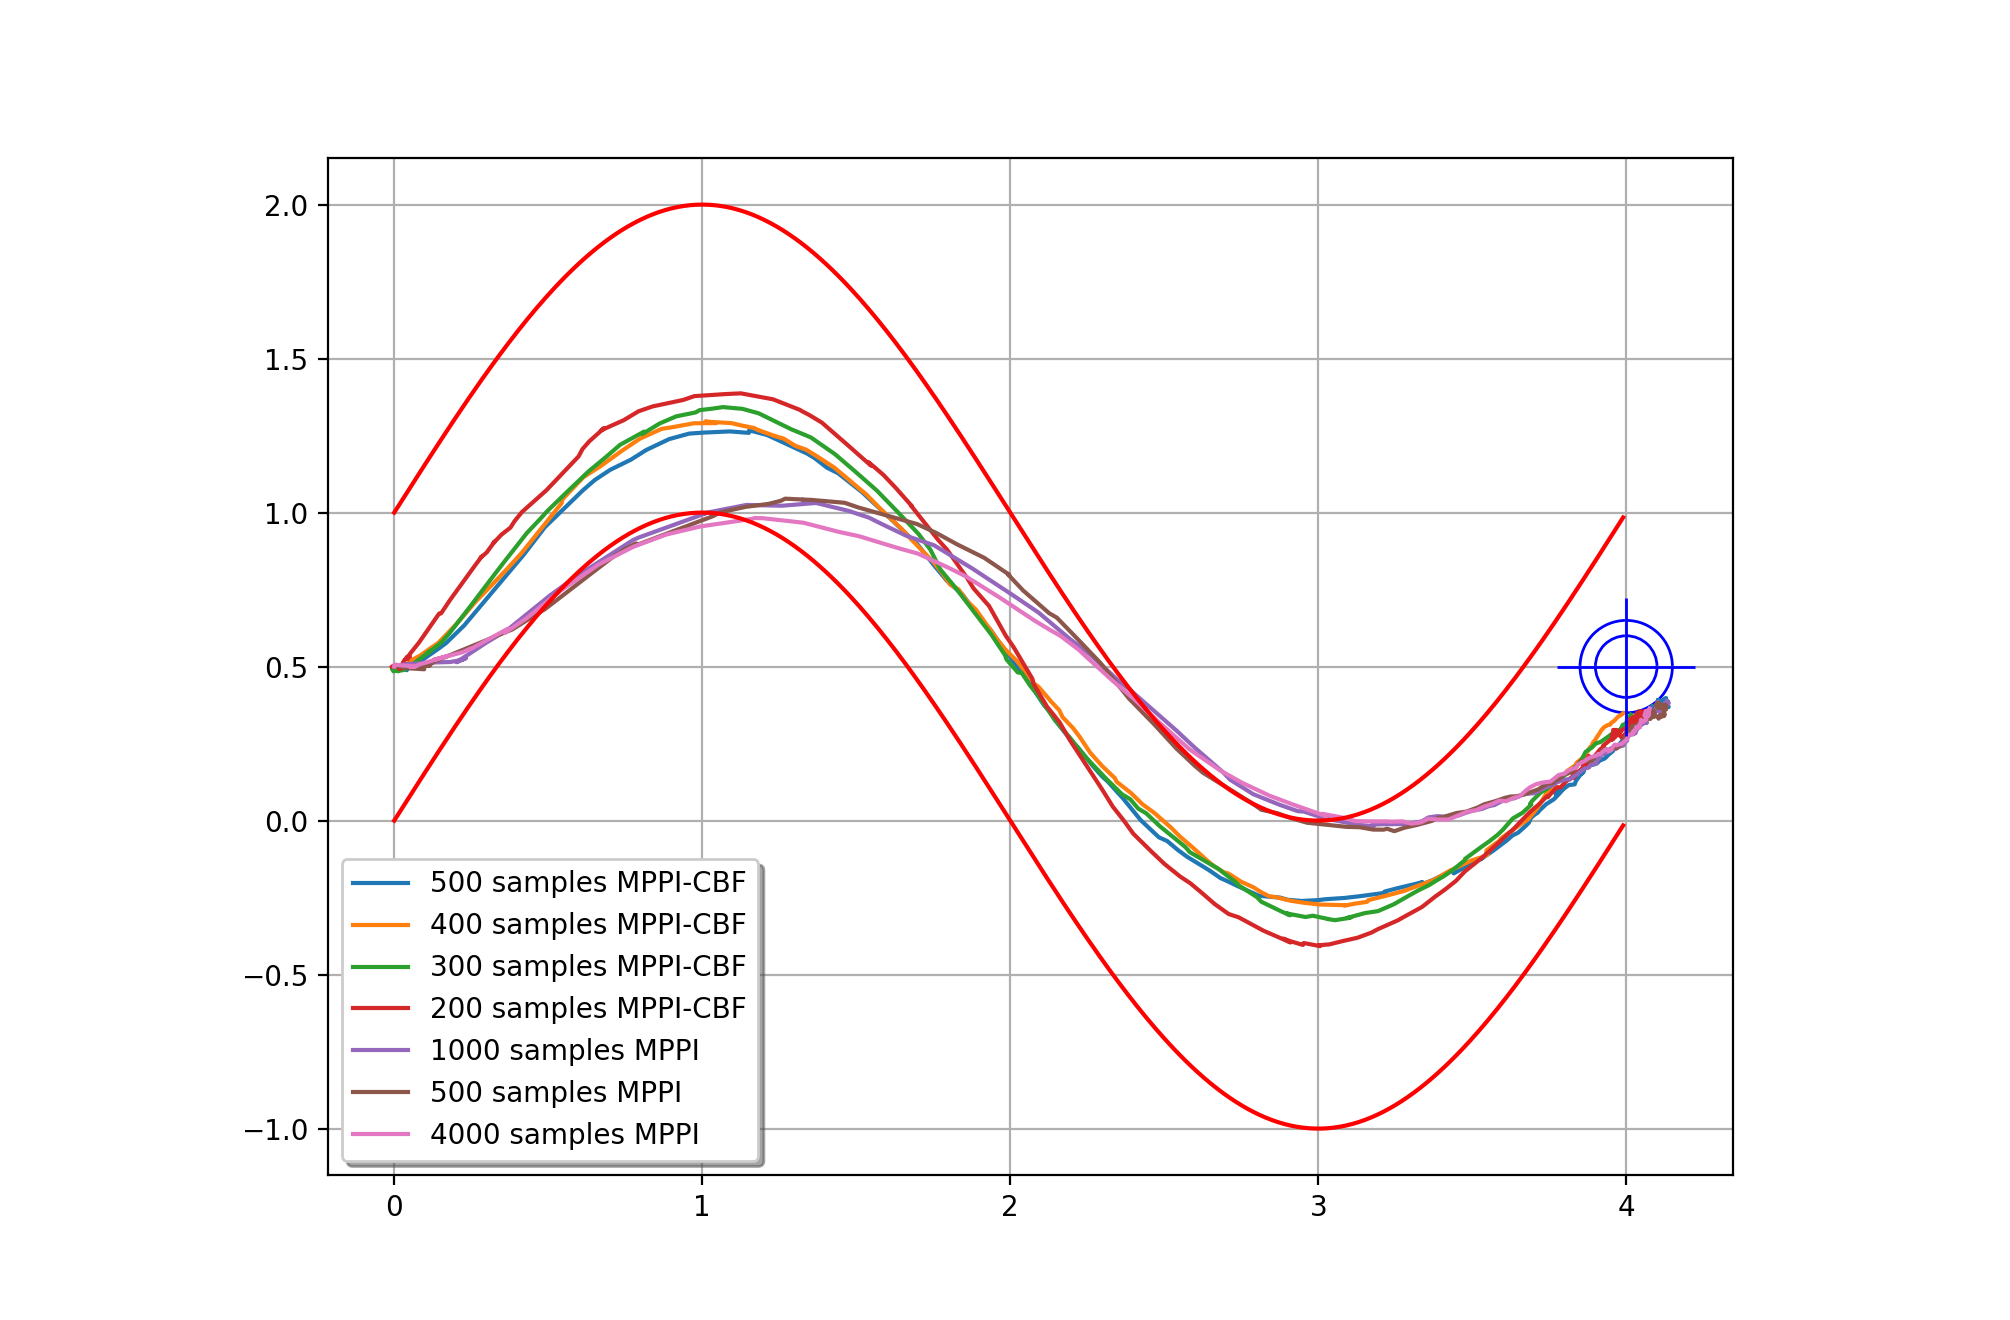 2.0
1.5
1.0
0.5
0.0
−0.5
−1.0
500 samples MPPI-CBF
400 samples MPPI-CBF
300 samples MPPI-CBF
200 samples MPPI-CBF
1000 samples MPPI
500 samples MPPI
4000 samples MPPI
0 1 2 3 4